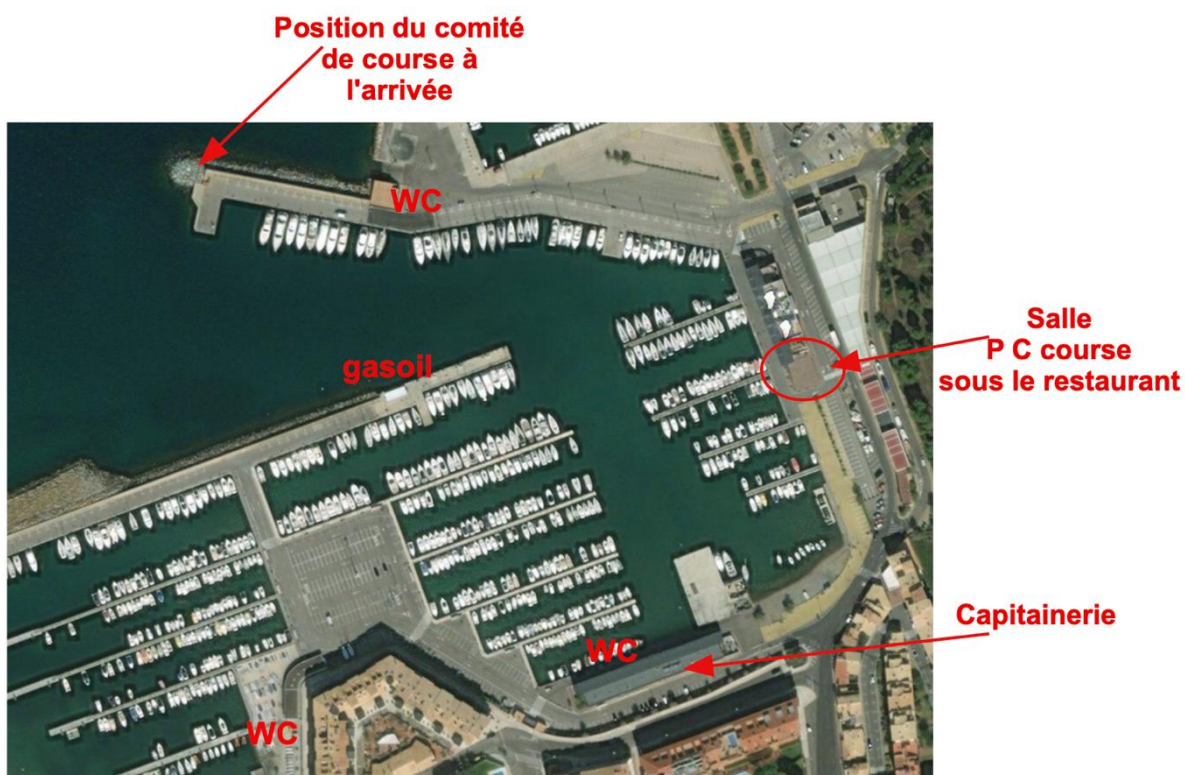 Position du comité
de course à
l'arrivée
WC
gasoil
Salle
P C course
sous le restaurant
Capitainerie
WC
WC